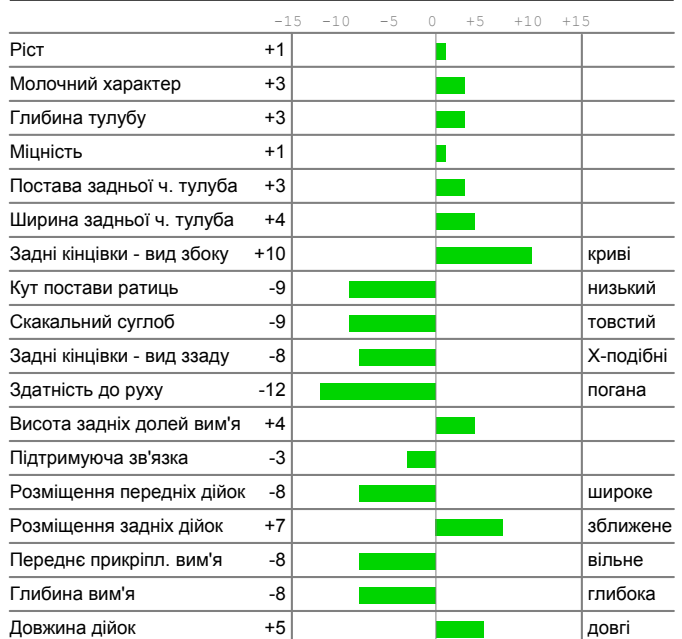 -15 -10 -5 0 +5 +10 +15
Ріст +1
Молочний характер +3
Глибина тулубу +3
Міцність +1
Постава задньої ч. тулуба +3
Ширина задньої ч. тулуба +4
Задні кінцівки - вид збоку +10 криві
Кут постави ратиць -9 низький
Скакальний суглоб -9 товстий
Задні кінцівки - вид ззаду -8 Х-подібні
Здатність до руху -12 погана
Висота задніх долей вим'я +4
Підтримуюча зв'язка -3
Розміщення передніх дійок -8 широке
Розміщення задніх дійок +7 зближене
Переднє прикріпл. вим'я -8 вільне
Глибина вим'я -8 глибока
Довжина дійок +5 довгі